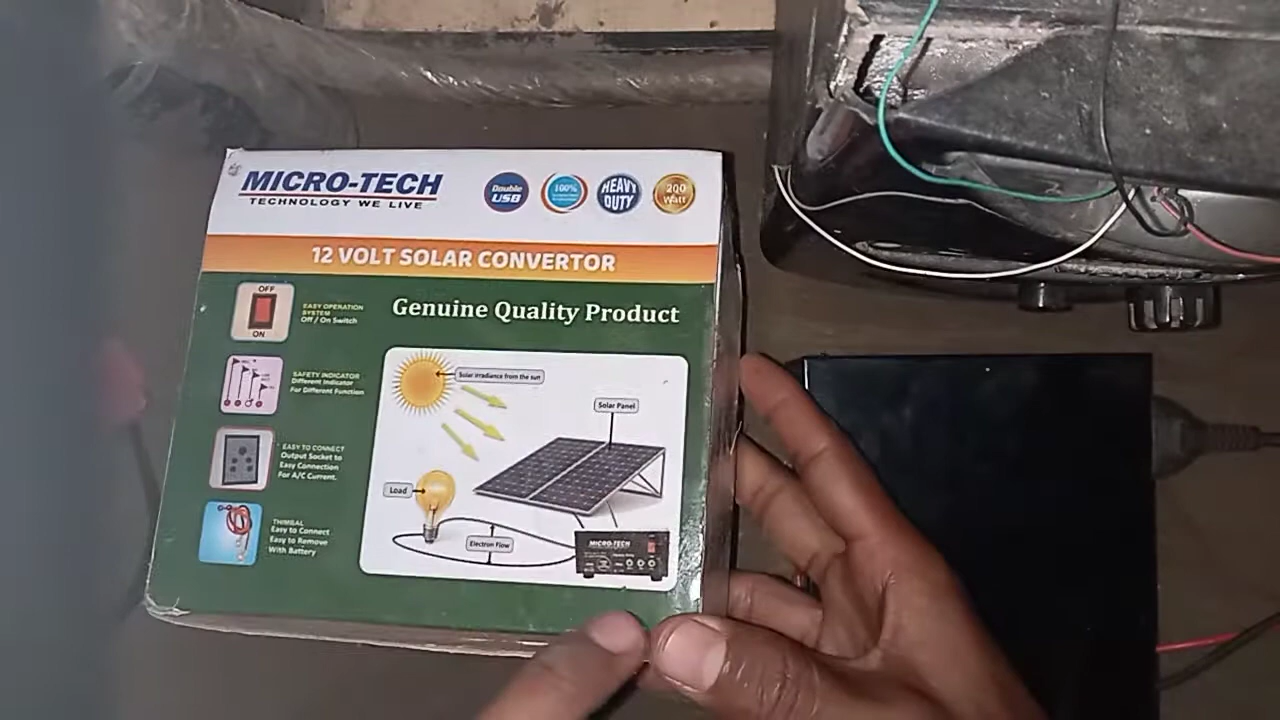 MICRO-TECH
TECHNOLOGY WE LIVE
Double
USB
100%
HEAVY
DUTY
200
Watt
12 VOLT SOLAR CONVERTOR
Genuine Quality Product
OFF
ON
EASY OPERATION
SYSTEM
Off / On Switch
SAFETY INDICATOR
Different Indicator
For Different Function
EASY TO CONNECT
Output Socket to
Easy Connection
For A/C Current.
THIMBAL
Easy to Connect
Easy to Remove
With Battery
Solar irradiance from the sun
Solar Panel
Load
Electron Flow
MICRO-TECH